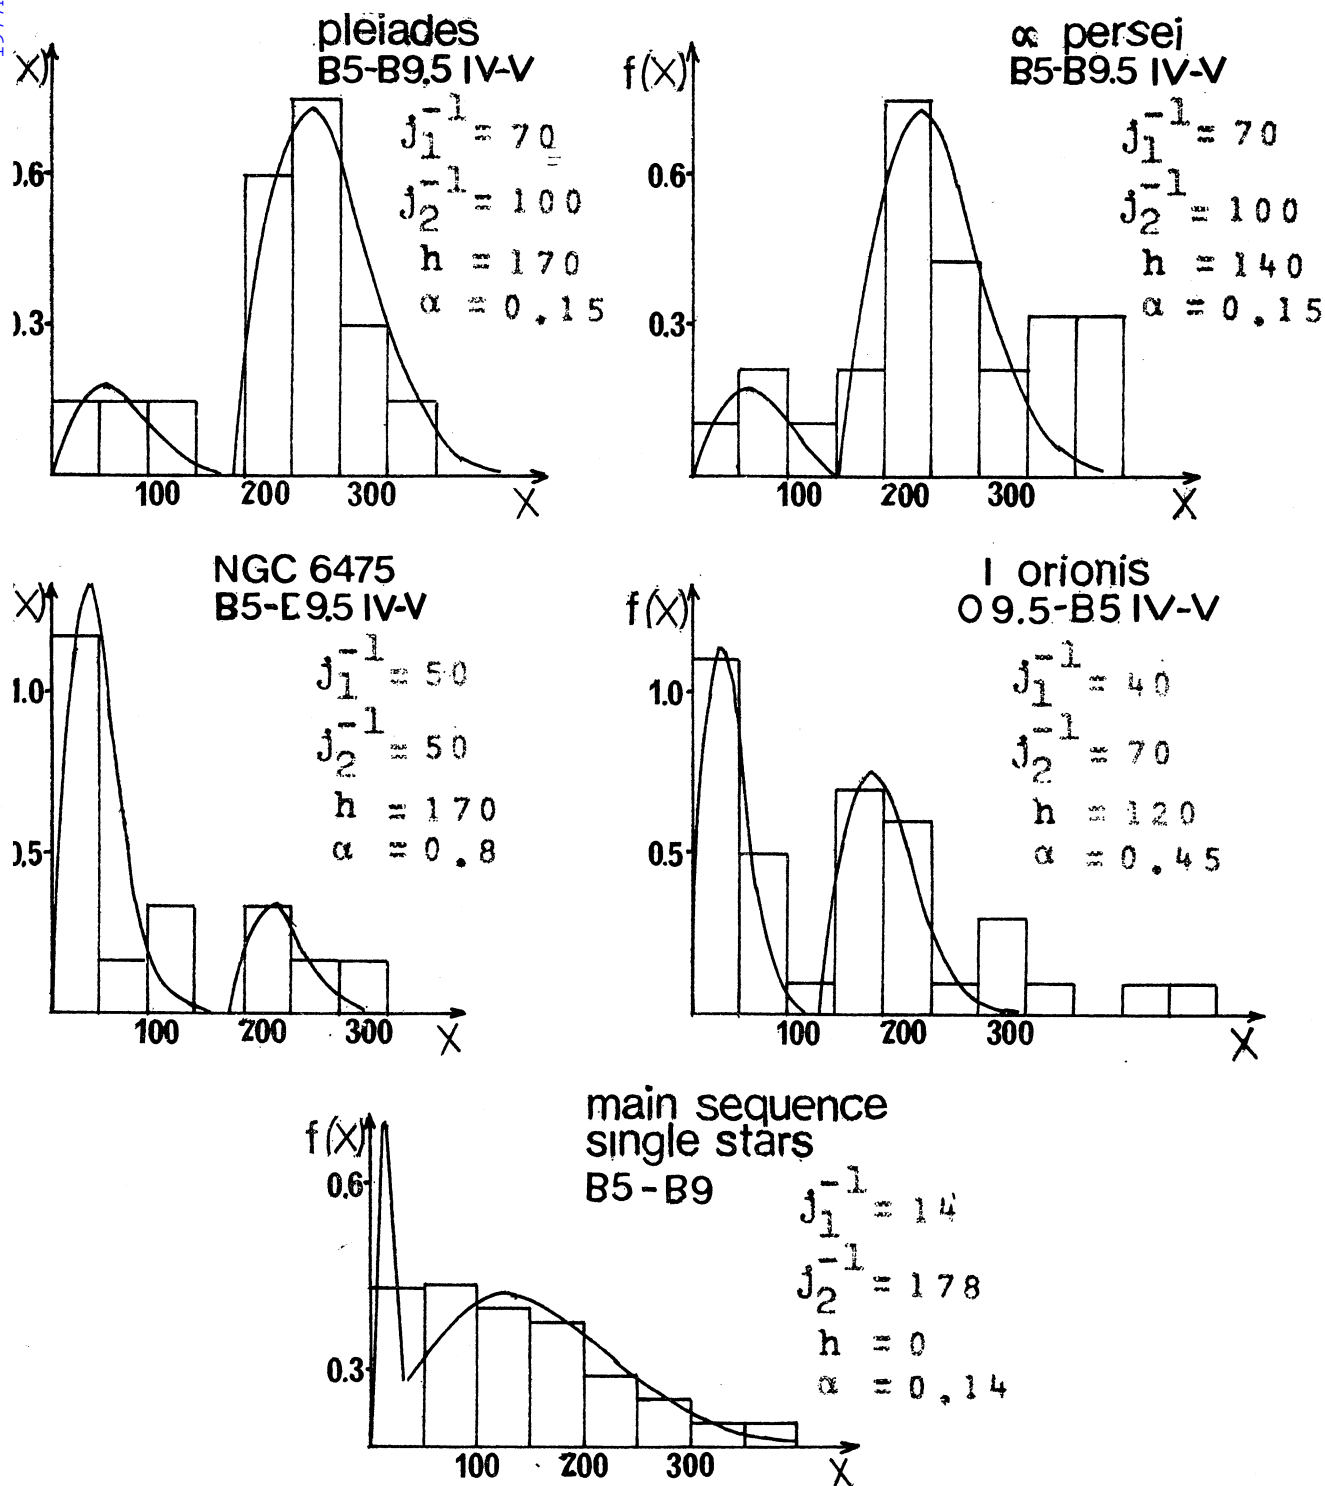 pleiades
B5-B9.5 IV-V
X)
j₁⁻¹ = 70
j₂⁻¹ = 100
h = 170
α = 0.15
0.6
0.3
100 200 300
X
α persei
B5-B9.5 IV-V
f(X)
j₁⁻¹ = 70
j₂⁻¹ = 100
h = 140
α = 0.15
0.6
0.3
100 200 300
X
NGC 6475
B5-B9.5 IV-V
X)
j₁⁻¹ = 50
j₂⁻¹ = 50
h = 170
α = 0.8
1.0
0.5
100 200 300
X
I orionis
O9.5-B5 IV-V
f(X)
j₁⁻¹ = 40
j₂⁻¹ = 70
h = 120
α = 0.45
1.0
0.5
100 200 300
X
main sequence
single stars
B5-B9
f(X)
j₁⁻¹ = 14
j₂⁻¹ = 178
h = 0
α = 0.14
0.6
0.3
100 200 300
X